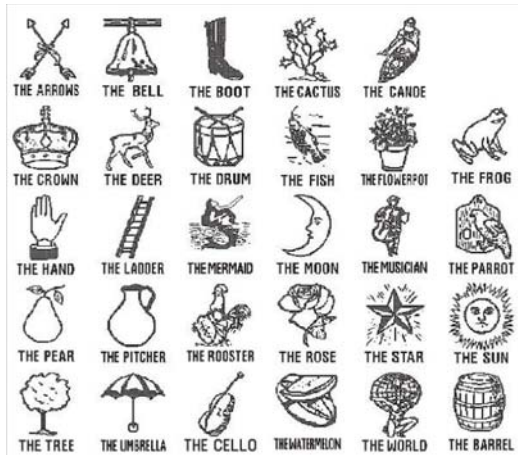 THE ARROWS THE BELL THE BOOT THE CACTUS THE CANOE
THE CROWN THE DEER THE DRUM THE FISH THE FLOWERPOT THE FROG
THE HAND THE LADDER THE MERMAID THE MOON THE MUSICIAN THE PARROT
THE PEAR THE PITCHER THE ROOSTER THE ROSE THE STAR THE SUN
THE TREE THE UMBRELLA THE CELLO THE WATERMELON THE WORLD THE BARREL